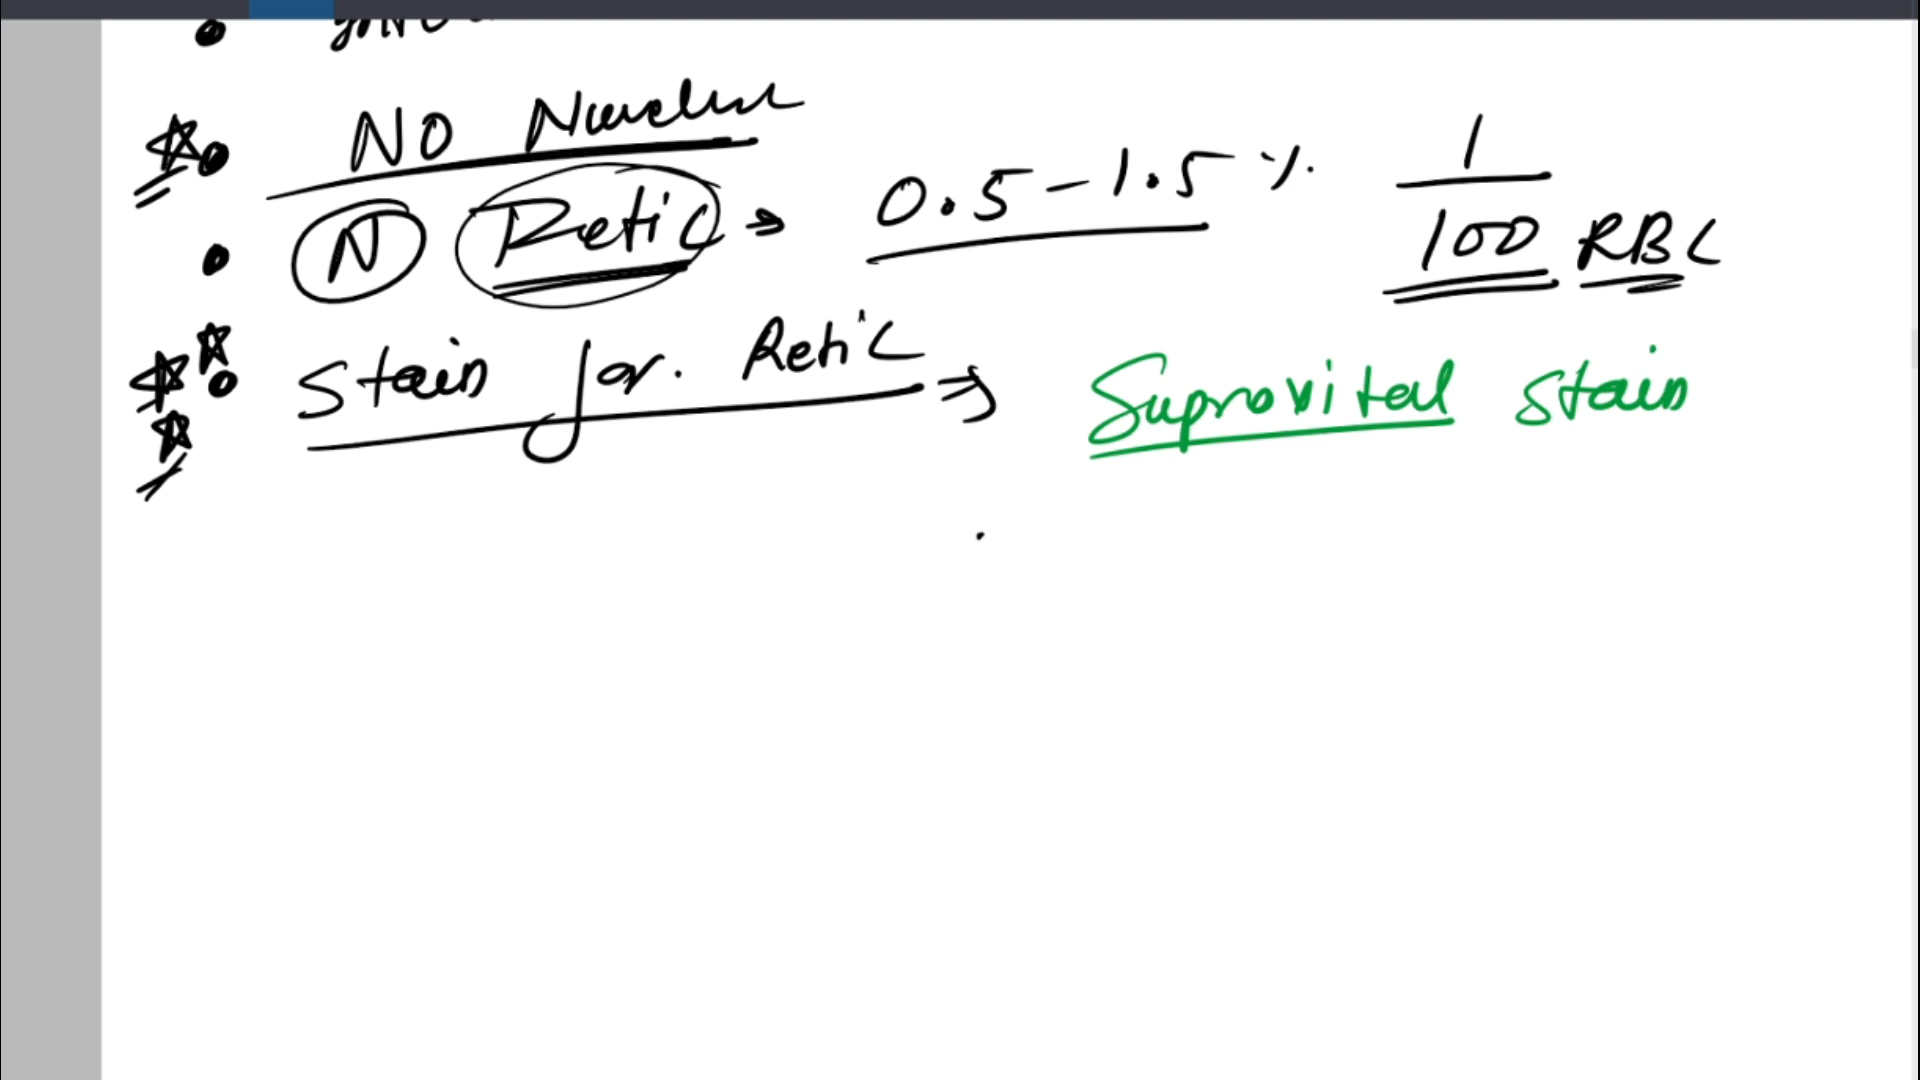 No Nucleus
N Retic → 0.5-1.5% 1/100 RBC
Stain for Retic ⇒ Supravital stain